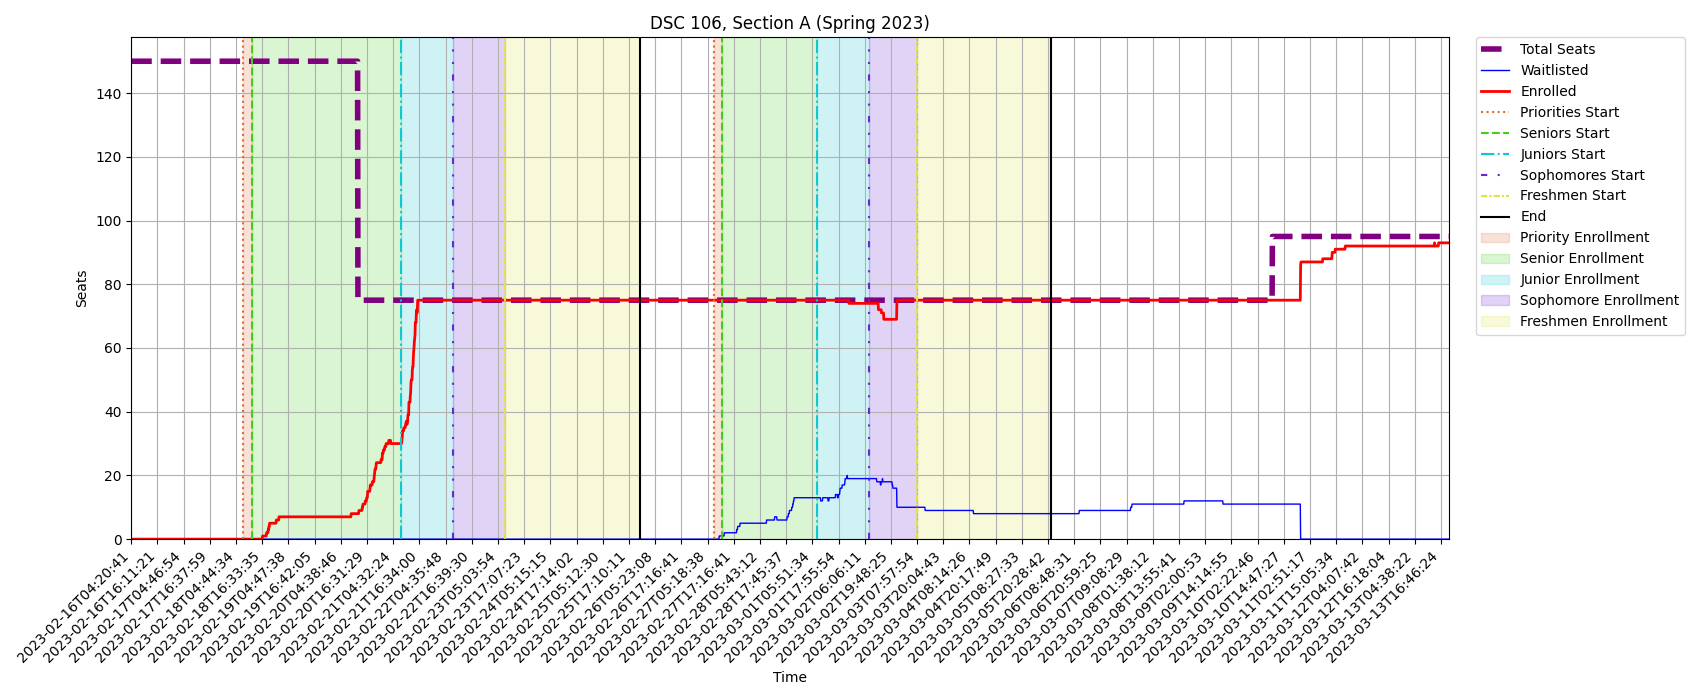 DSC 106, Section A (Spring 2023)
Seats
140
120
100
80
60
40
20
0
2023-02-16T04:20:41
2023-02-16T16:11:21
2023-02-17T04:46:54
2023-02-17T16:37:59
2023-02-18T04:44:34
2023-02-18T16:33:35
2023-02-19T04:47:38
2023-02-19T16:42:05
2023-02-20T04:38:46
2023-02-20T16:31:29
2023-02-21T04:32:24
2023-02-21T16:34:00
2023-02-22T04:35:48
2023-02-22T16:39:30
2023-02-23T05:03:54
2023-02-23T17:07:23
2023-02-24T05:15:15
2023-02-24T17:14:02
2023-02-25T05:12:30
2023-02-25T17:10:11
2023-02-26T05:23:08
2023-02-26T17:16:41
2023-02-27T05:18:38
2023-02-27T17:16:41
2023-02-28T05:43:12
2023-02-28T17:45:37
2023-03-01T05:51:34
2023-03-01T17:55:54
2023-03-02T06:06:11
2023-03-02T19:48:25
2023-03-03T07:57:54
2023-03-03T20:04:43
2023-03-04T08:14:26
2023-03-04T20:17:49
2023-03-05T08:27:33
2023-03-05T20:28:42
2023-03-06T08:48:31
2023-03-06T20:59:25
2023-03-07T09:08:29
2023-03-08T01:38:12
2023-03-08T13:55:41
2023-03-09T02:00:53
2023-03-09T14:14:55
2023-03-10T02:22:46
2023-03-10T14:47:27
2023-03-11T02:51:17
2023-03-11T15:05:34
2023-03-12T04:07:42
2023-03-12T16:18:04
2023-03-13T04:38:22
2023-03-13T16:46:24
Time
Total Seats
Waitlisted
Enrolled
Priorities Start
Seniors Start
Juniors Start
Sophomores Start
Freshmen Start
End
Priority Enrollment
Senior Enrollment
Junior Enrollment
Sophomore Enrollment
Freshmen Enrollment